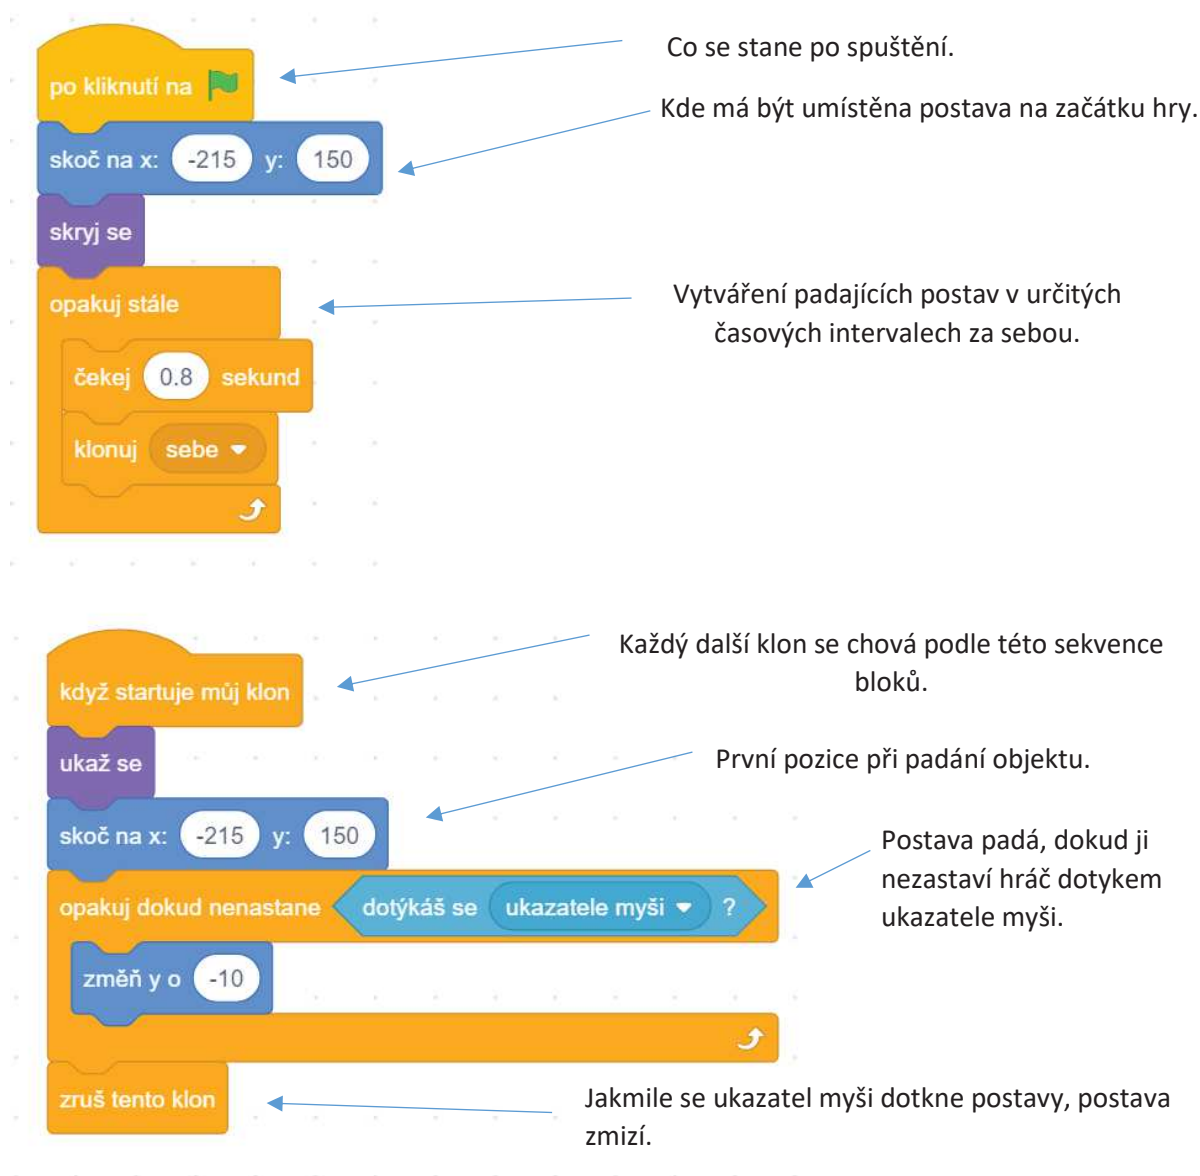 Co se stane po spuštění.
po kliknutí na
Kde má být umístěna postava na začátku hry.
skoč na x: -215 y: 150
skryj se
opakuj stále
Vytváření padajících postav v určitých
časových intervalech za sebou.
čekej 0.8 sekund
klonuj sebe
Každý další klon se chová podle této sekvence
bloků.
když startuje můj klon
ukaž se
První pozice při padání objektu.
skoč na x: -215 y: 150
Postava padá, dokud ji
nezastaví hráč dotykem
ukazatele myši.
opakuj dokud nenastane dotýkáš se ukazatele myši ?
změň y o -10
zruš tento klon
Jakmile se ukazatel myši dotkne postavy, postava
zmizí.